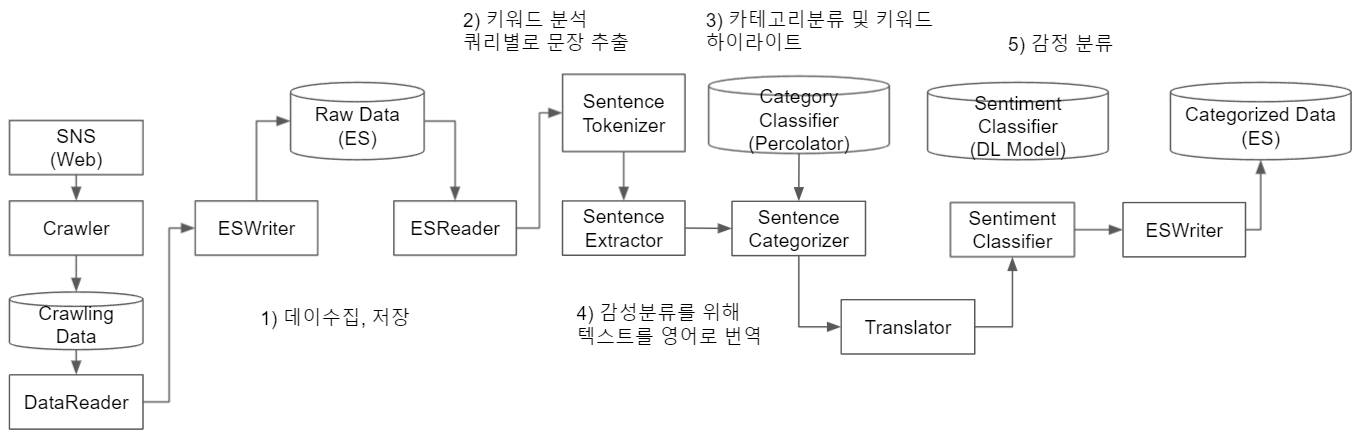 2) 키워드 분석
쿼리별로 문장 추출
3) 카테고리분류 및 키워드
하이라이트
5) 감정 분류
SNS
(Web)
Crawler
Crawling
Data
DataReader
ESWriter
Raw Data
(ES)
ESReader
1) 데이수집, 저장
Sentence
Tokenizer
Sentence
Extractor
Category
Classifier
(Percolator)
Sentence
Categorizer
4) 감성분류를 위해
텍스트를 영어로 번역
Translator
Sentiment
Classifier
(DL Model)
Sentiment
Classifier
ESWriter
Categorized Data
(ES)